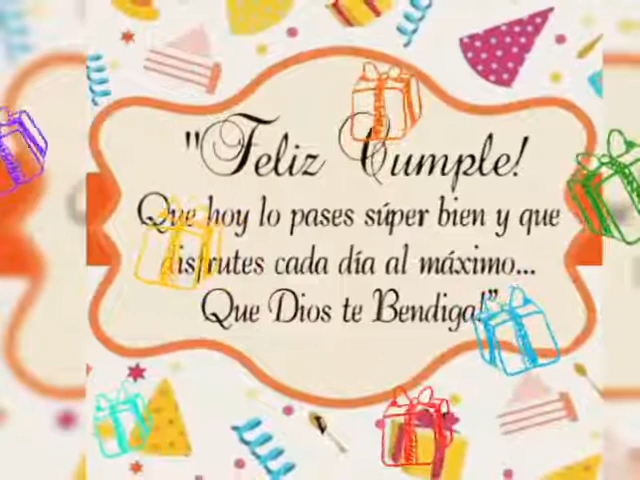 "Feliz Cumple!
Que hoy lo pases súper bien y que
disfrutes cada día al máximo...
Que Dios te Bendiga!"